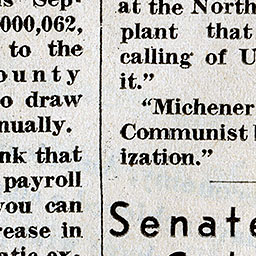 000,062,
to the
ounty
o draw
nually.
nk that
payroll
you can
rease in
at the North
plant that
calling of U
it.”
“Michener
Communist
ization.”
Senate